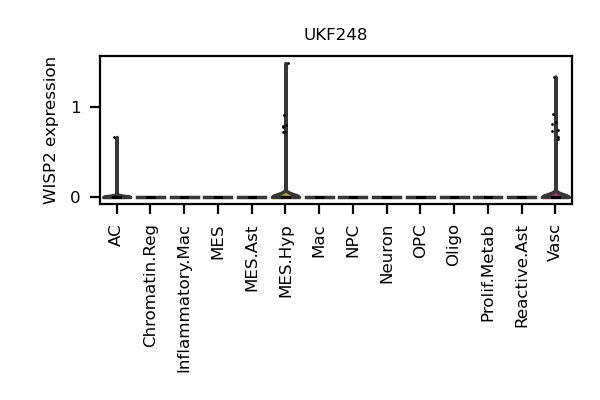 UKF248
WISP2 expression
1
0
AC
Chromatin.Reg
Inflammatory.Mac
MES
MES.Ast
MES.Hyp
Mac
NPC
Neuron
OPC
Oligo
Prolif.Metab
Reactive.Ast
Vasc